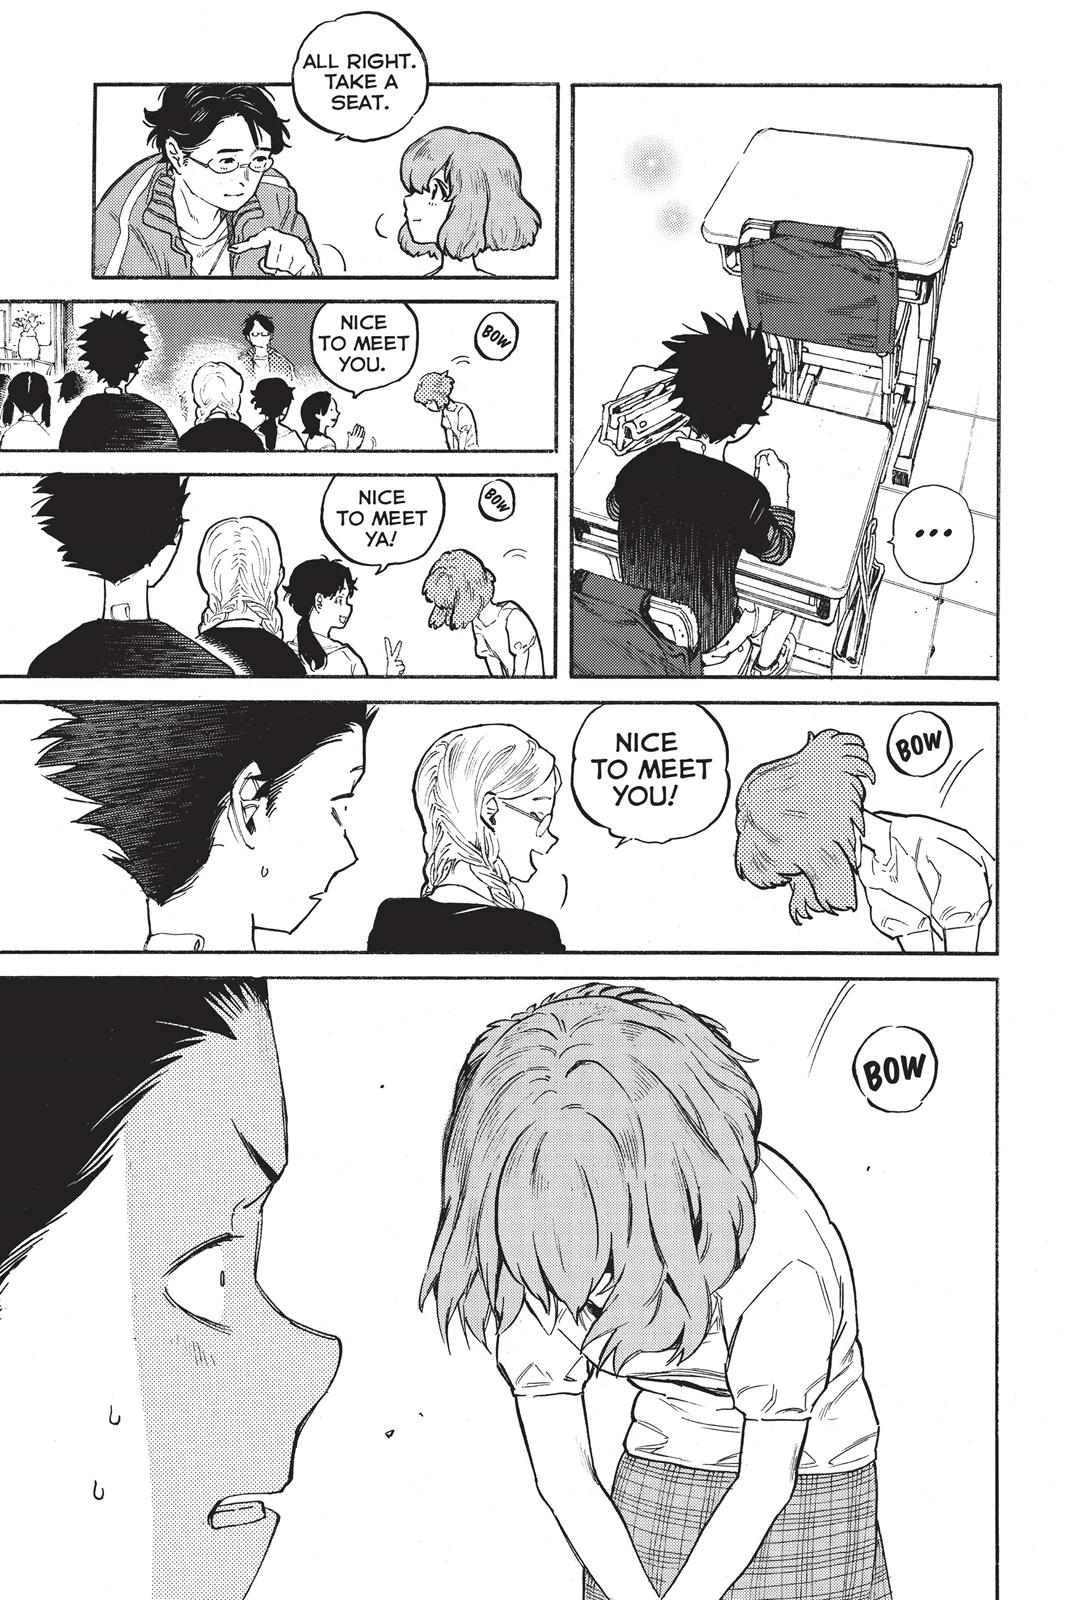 ...
ALL RIGHT.
TAKE A
SEAT.
NICE
TO MEET
YOU.
BOW
NICE
TO MEET
YA!
BOW
NICE
TO MEET
YOU!
BOW
BOW